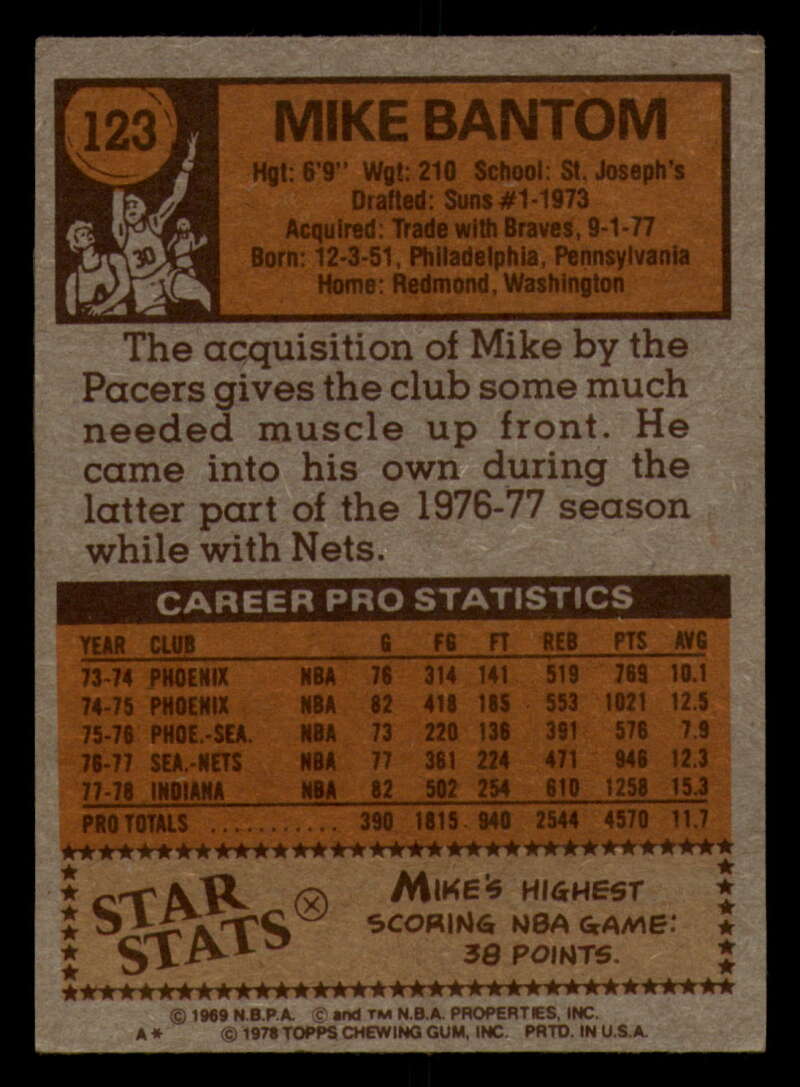 123
MIKE BANTOM
Hgt: 6'9" Wgt: 210 School: St. Joseph's
Drafted: Suns #1-1973
Acquired: Trade with Braves, 9-1-77
Born: 12-3-51, Philadelphia, Pennsylvania
Home: Redmond, Washington
30
The acquisition of Mike by the
Pacers gives the club some much
needed muscle up front. He
came into his own during the
latter part of the 1976-77 season
while with Nets.
CAREER PRO STATISTICS
YEAR CLUB G FG FT REB PTS AVG
73-74 PHOENIX NBA 76 314 141 519 769 10.1
74-75 PHOENIX NBA 82 418 185 553 1021 12.5
75-76 PHOE.-SEA. NBA 73 220 136 391 576 7.9
76-77 SEA.-NETS NBA 77 361 224 471 946 12.3
77-78 INDIANA NBA 82 502 254 610 1258 15.3
PRO TOTALS ........... 390 1815 940 2544 4570 11.7
STAR
STATS
MIKE'S HIGHEST
SCORING NBA GAME:
38 POINTS.
© 1969 N.B.P.A. © and TM N.B.A. PROPERTIES, INC.
A* © 1978 TOPPS CHEWING GUM, INC. PRTD. IN U.S.A.